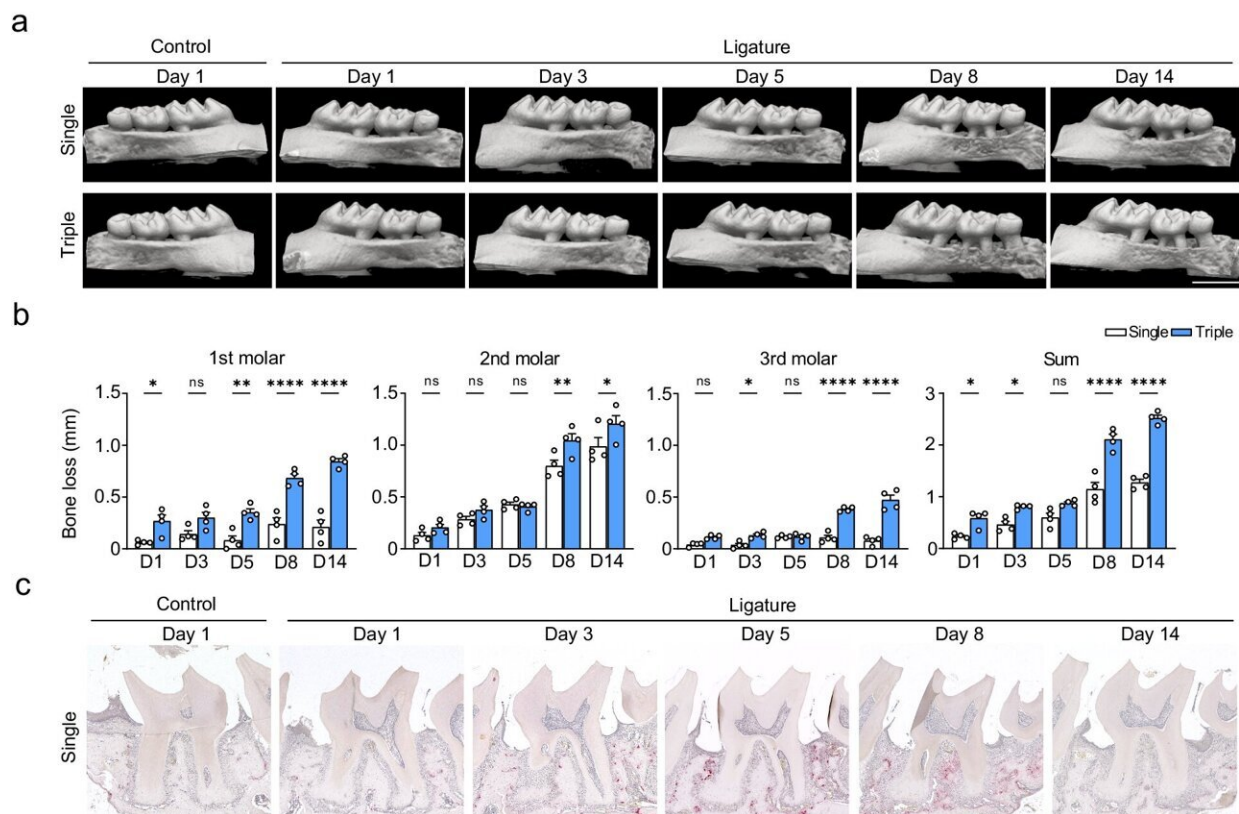 a
Control Ligature
Day 1 Day 1 Day 3 Day 5 Day 8 Day 14
Single
Triple
b
Single Triple
1st molar 2nd molar 3rd molar Sum
* ns ** **** **** ns ns ns ** * ns * ns **** **** * * ns **** ****
Bone loss (mm)
1.5 1.5 1.5 3
1.0 1.0 1.0 2
0.5 0.5 0.5 1
0 0 0 0
D1 D3 D5 D8 D14 D1 D3 D5 D8 D14 D1 D3 D5 D8 D14 D1 D3 D5 D8 D14
c
Control Ligature
Day 1 Day 1 Day 3 Day 5 Day 8 Day 14
Single